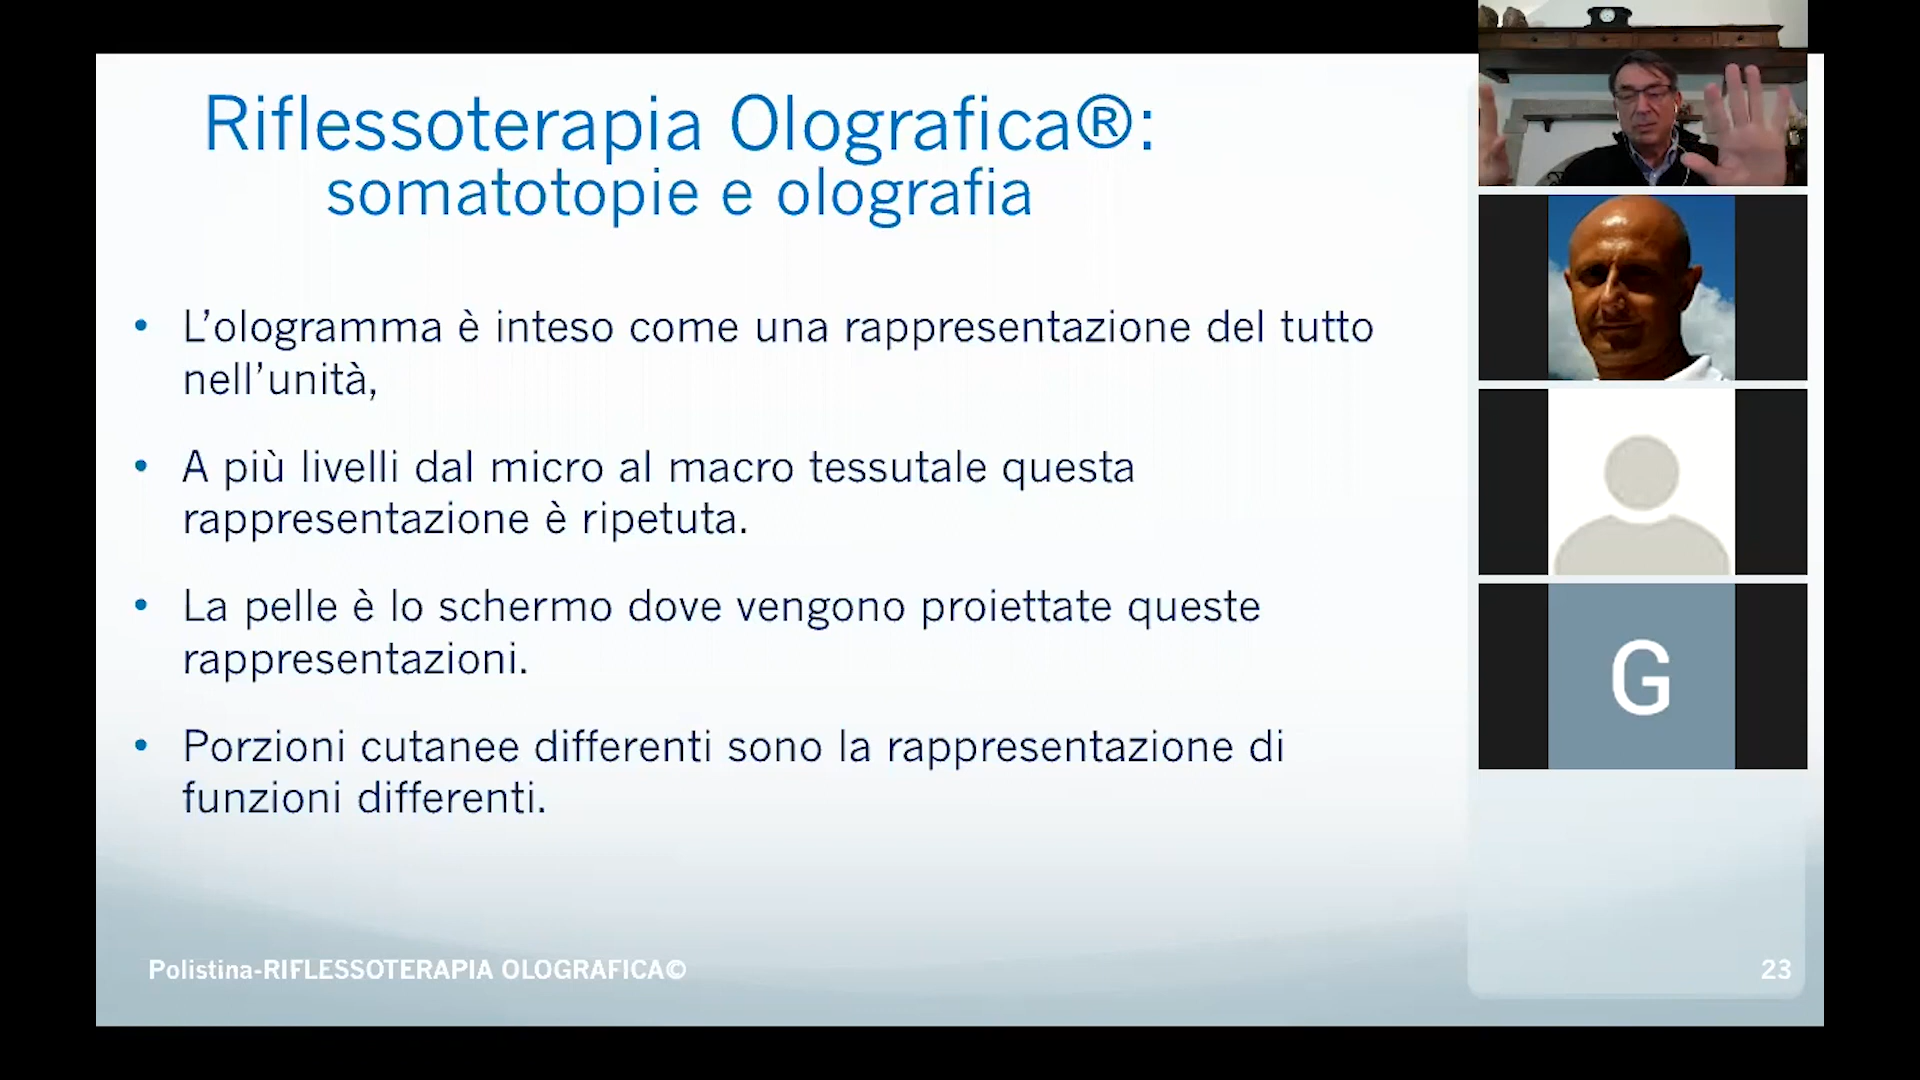 Riflessoterapia Olografica®:
somatotopie e olografia
• L’ologramma è inteso come una rappresentazione del tutto
nell’unità,
• A più livelli dal micro al macro tessutale questa
rappresentazione è ripetuta.
• La pelle è lo schermo dove vengono proiettate queste
rappresentazioni.
• Porzioni cutanee differenti sono la rappresentazione di
funzioni differenti.
G
Polistina-RIFLESSOTERAPIA OLOGRAFICA©
23